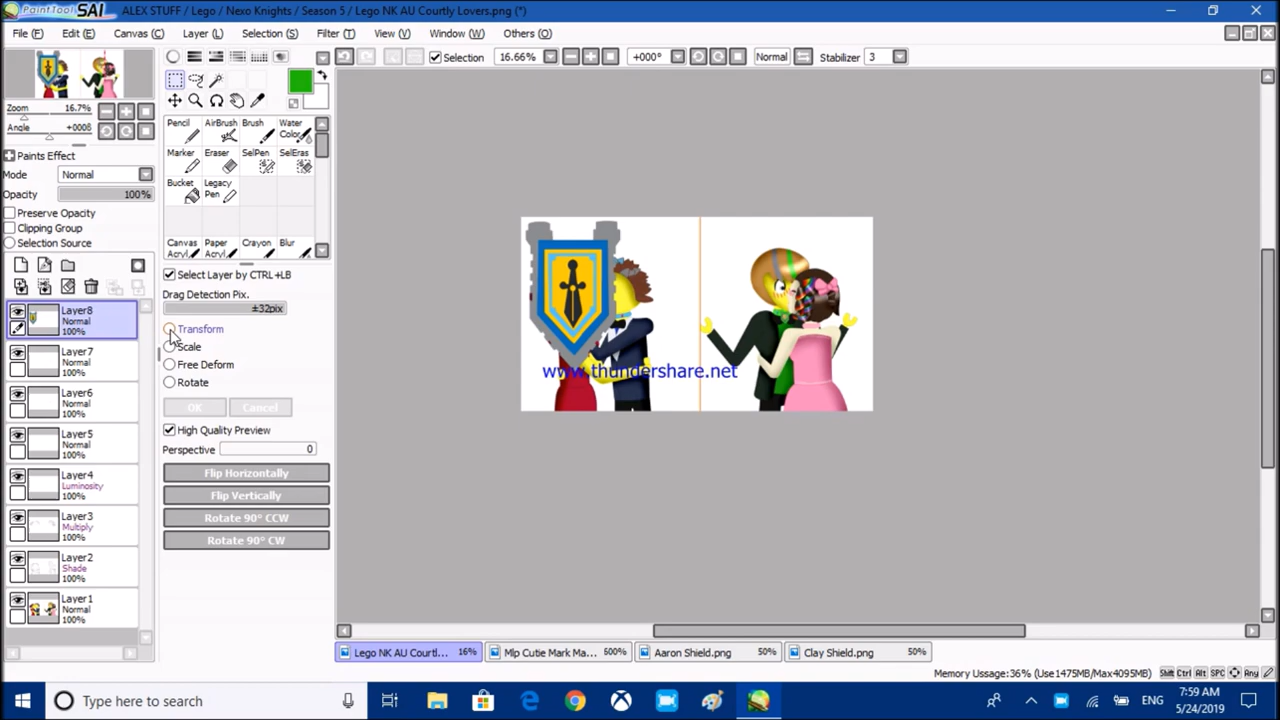 PaintTool SAI ALEX STUFF / Lego / Nexo Knights / Season 5 / Lego NK AU Courtly Lovers.png (*)
File (F) Edit (E) Canvas (C) Layer (L) Selection (S) Filter (T) View (V) Window (W) Others (O)
Selection 16.66% +000° Normal Stabilizer 3
Zoom 16.7%
Angle +000ß
Paints Effect
Mode Normal
Opacity 100%
Preserve Opacity
Clipping Group
Selection Source
Layer8
Normal
100%
Layer7
Normal
100%
Layer6
Normal
100%
Layer5
Normal
100%
Layer4
Luminosity
100%
Layer3
Multiply
100%
Layer2
Shade
100%
Layer1
Normal
100%
Pencil AirBrush Brush Water
Color
Marker Eraser SelPen SelEras
Bucket Legacy
Pen
Canvas Paper Crayon Blur
Acryl. Acryl.
Select Layer by CTRL+LB
Drag Detection Pix.
±32pix
Transform
Scale
Free Deform
Rotate
OK Cancel
High Quality Preview
Perspective 0
Flip Horizontally
Flip Vertically
Rotate 90° CCW
Rotate 90° CW
www.thundershare.net
Lego NK AU Courtl... 16% Mlp Cutie Mark Ma... 600% Aaron Shield.png 50% Clay Shield.png 50%
Memory Ussage:36% (Use1475MB/Max4095MB) Shift Ctrl Alt SPC Any
Type here to search
ENG
7:59 AM
5/24/2019